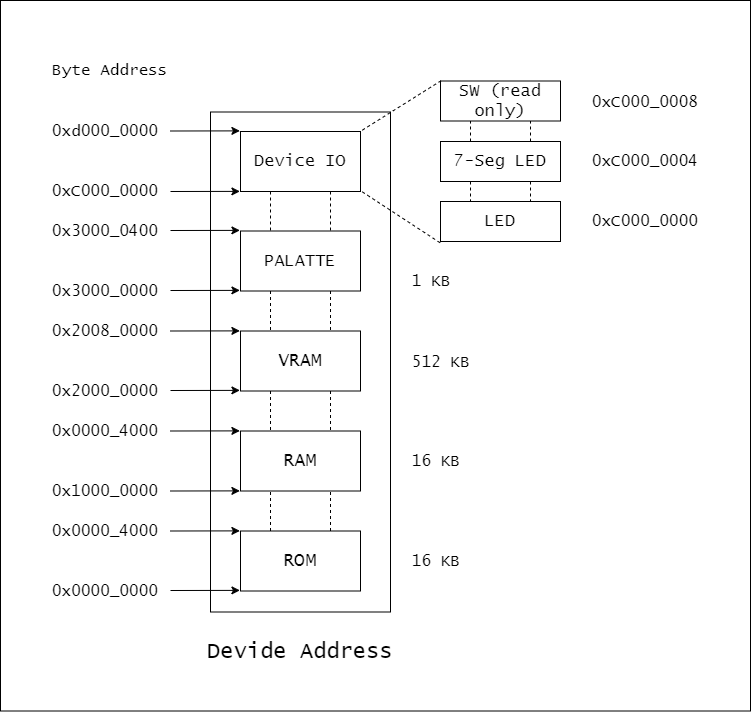 Byte Address
SW (read
only)
0xC000_0008
0xd000_0000
Device IO
7-Seg LED
0xC000_0004
0xC000_0000
LED
0xC000_0000
0x3000_0400
PALATTE
1 KB
0x3000_0000
0x2008_0000
VRAM
512 KB
0x2000_0000
0x0000_4000
RAM
16 KB
0x1000_0000
0x0000_4000
ROM
16 KB
0x0000_0000
Devide Address